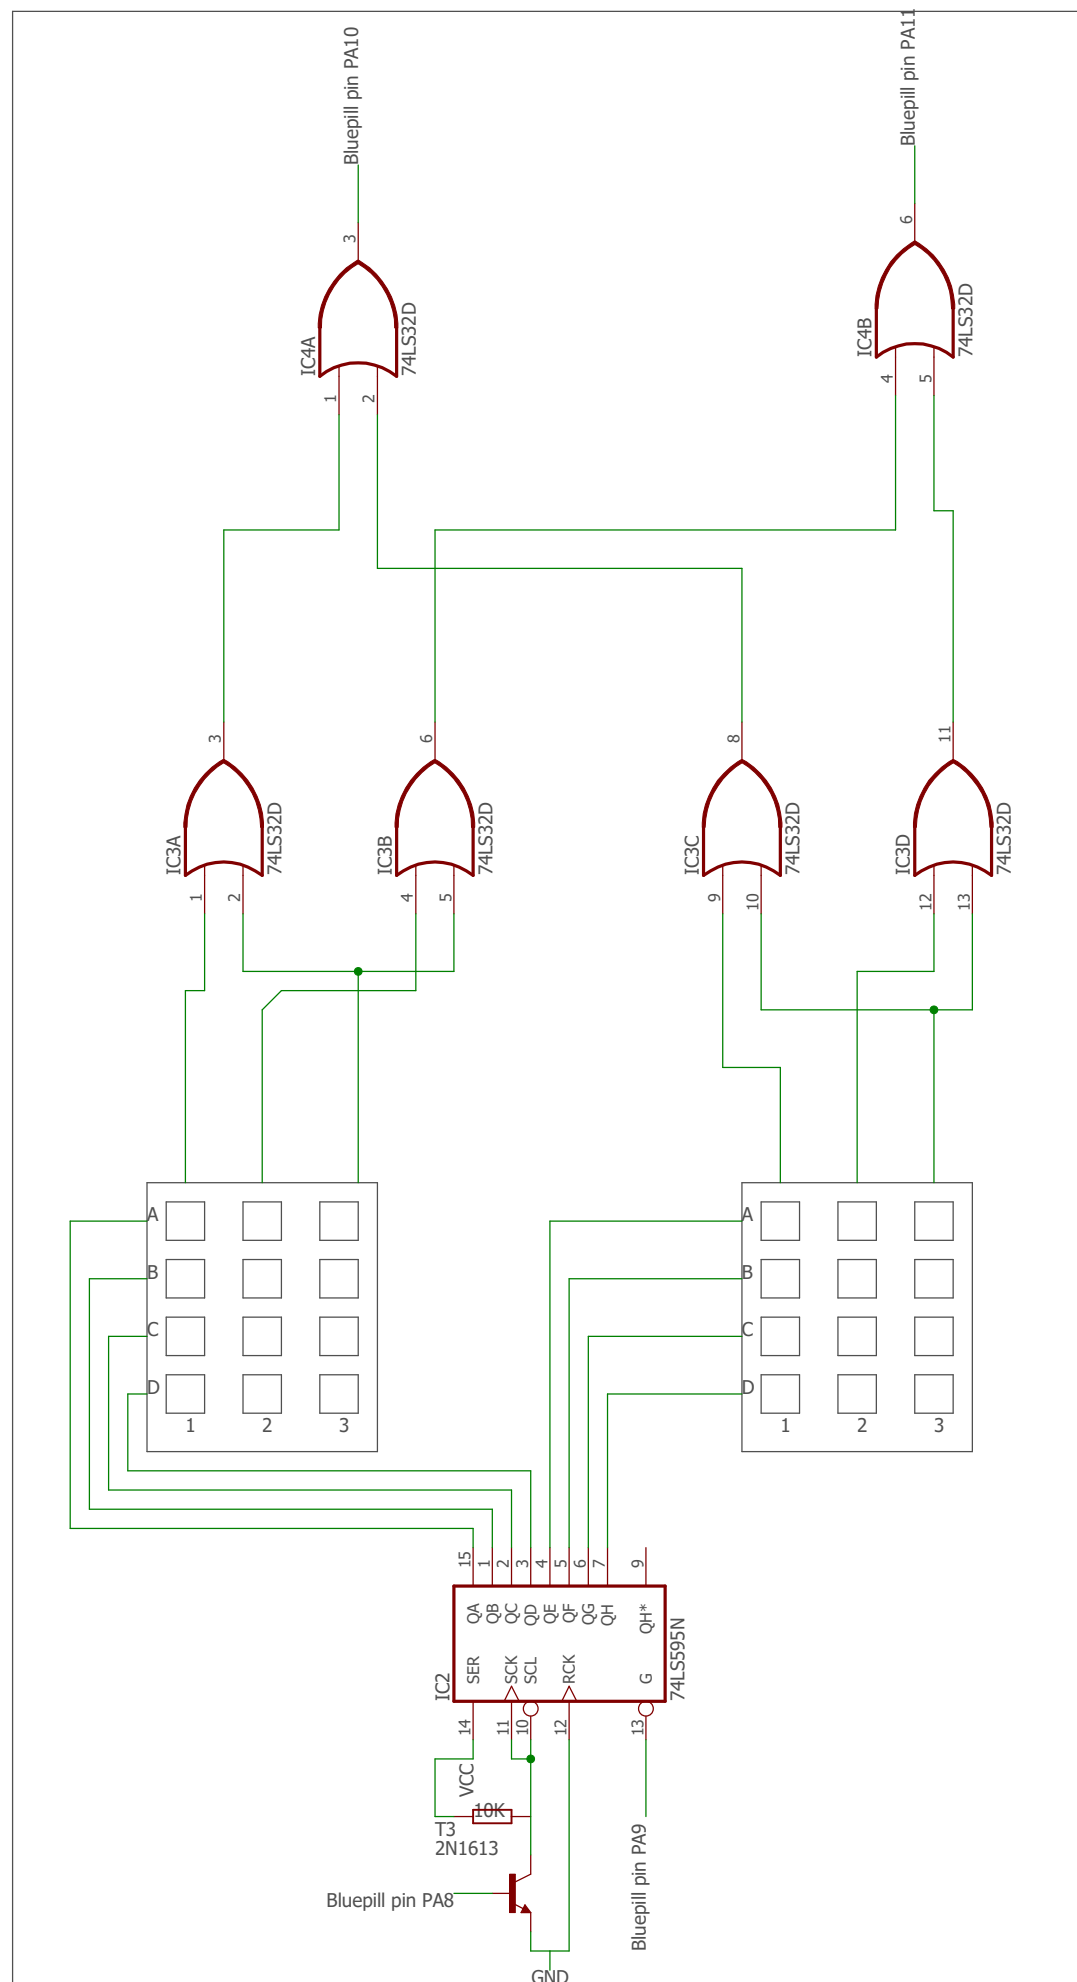 Bluepill pin PA10
Bluepill pin PA11
3
6
IC4A
74LS32D
IC4B
74LS32D
1
2
4
5
3
6
8
11
IC3A
74LS32D
IC3B
74LS32D
IC3C
74LS32D
IC3D
74LS32D
1
2
4
5
9
10
12
13
A
B
C
D
1
2
3
A
B
C
D
1
2
3
15
1
2
3
4
5
6
7
9
QA
QB
QC
QD
QE
QF
QG
QH
QH*
IC2
SER
SCK
SCL
RCK
G
74LS595N
14
11
10
12
13
VCC
10K
T3
2N1613
Bluepill pin PA8
Bluepill pin PA9
GND